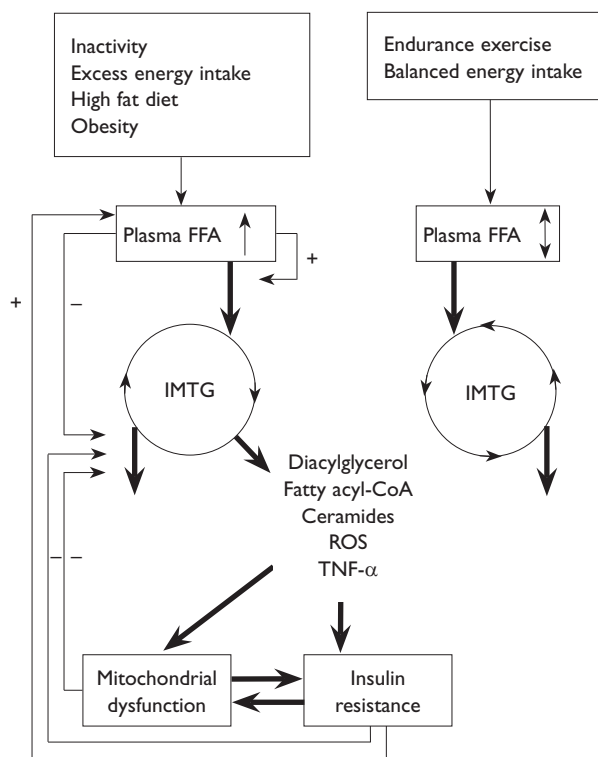 Inactivity
Excess energy intake
High fat diet
Obesity
Endurance exercise
Balanced energy intake
Plasma FFA
+
Plasma FFA
+
–
IMTG
IMTG
Diacylglycerol
Fatty acyl-CoA
Ceramides
ROS
TNF-α
– –
Mitochondrial
dysfunction
Insulin
resistance